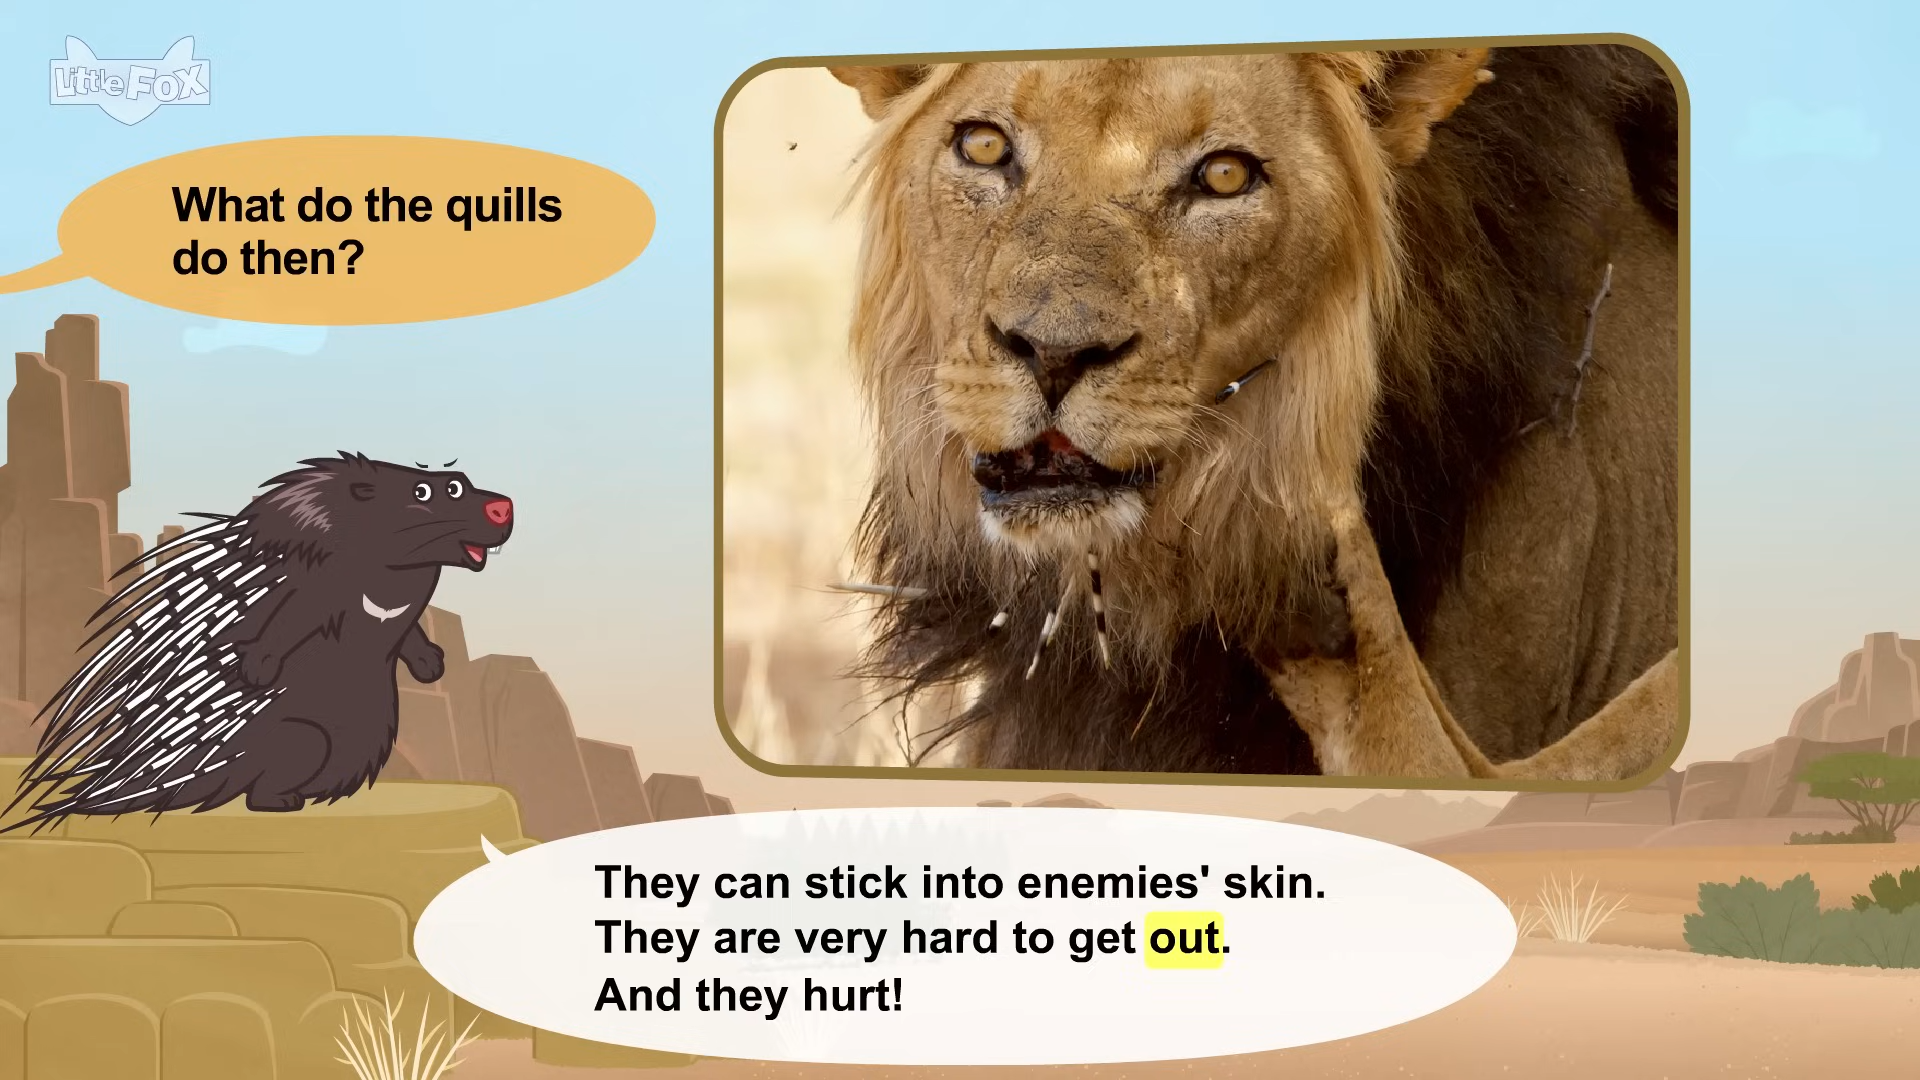 Little Fox
What do the quills
do then?
They can stick into enemies' skin.
They are very hard to get out.
And they hurt!